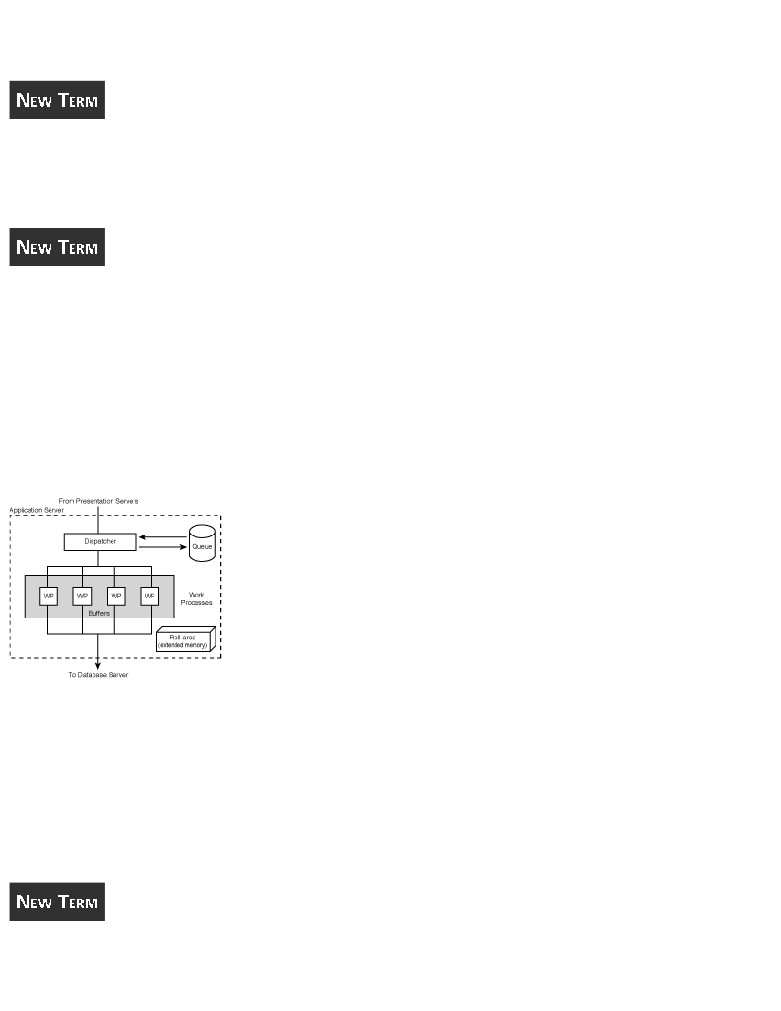 NEW TERM
NEW TERM
From Presentation Servers
Application Server
Dispatcher
Queue
WP WP WP WP
Work
Processes
Buffers
Roll area
(extended memory)
To Database Server
NEW TERM